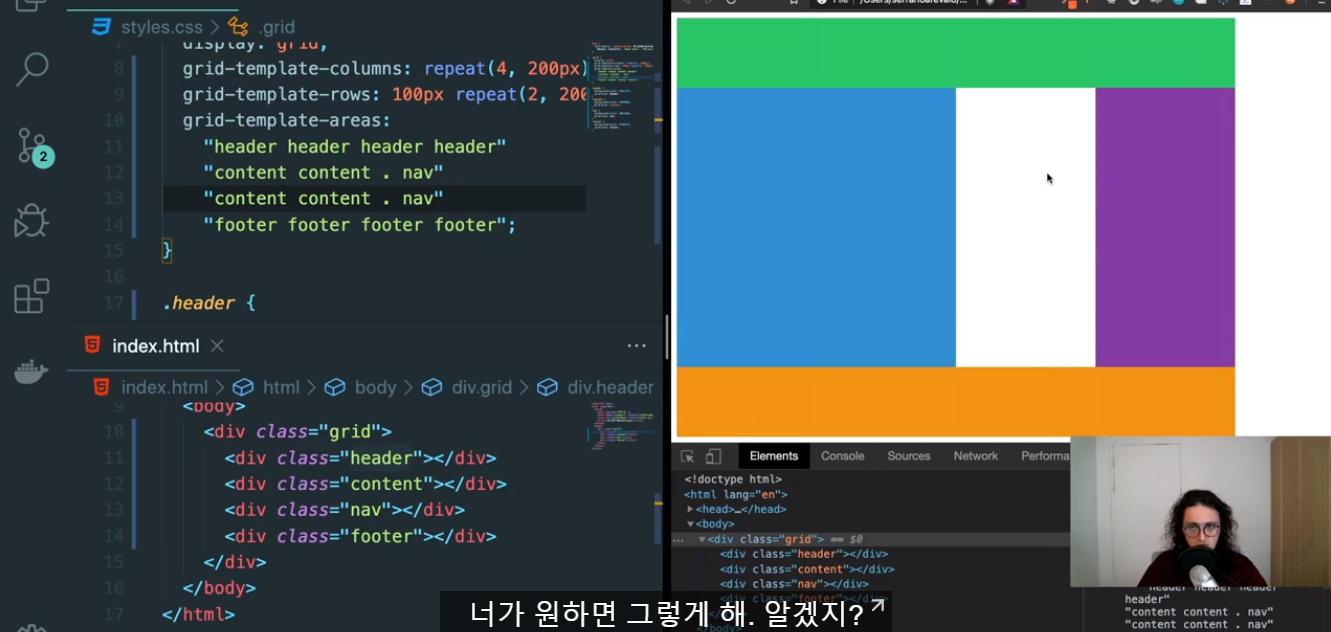 styles.css > .grid
display: grid;
8 grid-template-columns: repeat(4, 200px)
9 grid-template-rows: 100px repeat(2, 200
10 grid-template-areas:
11 "header header header header"
12 "content content . nav"
13 "content content . nav"
14 "footer footer footer footer";
15 }
16
17 .header {
2
index.html
index.html > html > body > div.grid > div.header
9 <body>
10 <div class="grid">
11 <div class="header"></div>
12 <div class="content"></div>
13 <div class="nav"></div>
14 <div class="footer"></div>
15 </div>
16 </body>
17 </html>
Elements Console Sources Network Performa
<!doctype html>
<html lang="en">
<head>…</head>
<body>
<div class="grid"> == $0
<div class="header"></div>
<div class="content"></div>
<div class="nav"></div>
<div class="footer"></div>
</div>
</body>
header header header
header"
"content content . nav"
"content content . nav"
너가 원하면 그렇게 해. 알겠지?